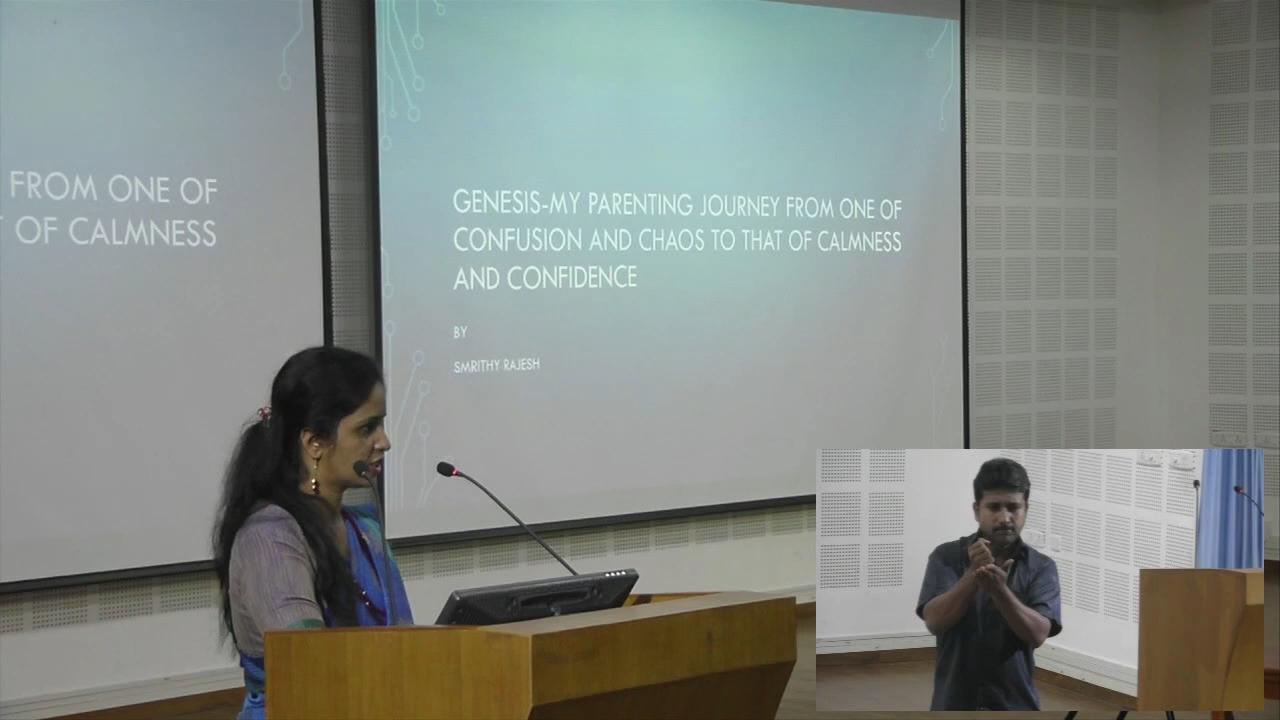 FROM ONE OF
OF CALMNESS
GENESIS-MY PARENTING JOURNEY FROM ONE OF
CONFUSION AND CHAOS TO THAT OF CALMNESS
AND CONFIDENCE
BY
SMRITHY RAJESH